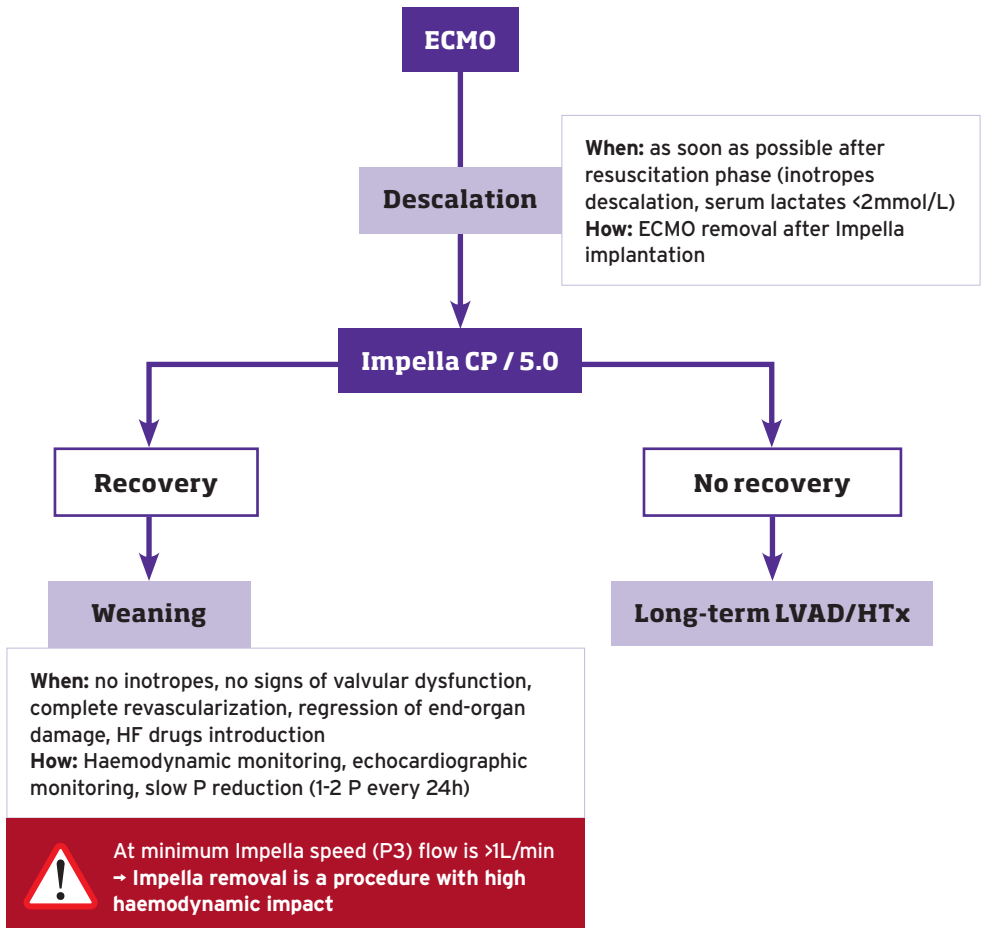 ECMO
Descalation
When: as soon as possible after
resuscitation phase (inotropes
descalation, serum lactates <2mmol/L)
How: ECMO removal after Impella
implantation
Impella CP / 5.0
Recovery
No recovery
Weaning
Long-term LVAD/HTx
When: no inotropes, no signs of valvular dysfunction,
complete revascularization, regression of end-organ
damage, HF drugs introduction
How: Haemodynamic monitoring, echocardiographic
monitoring, slow P reduction (1-2 P every 24h)
!
At minimum Impella speed (P3) flow is >1L/min
→ Impella removal is a procedure with high
haemodynamic impact